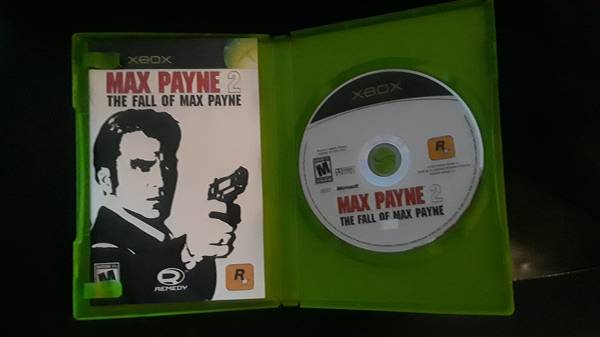 XBOX
MAX PAYNE 2
THE FALL OF MAX PAYNE
M
REMEDY
R
XBOX
M
R
Microsoft
MAX PAYNE 2
THE FALL OF MAX PAYNE